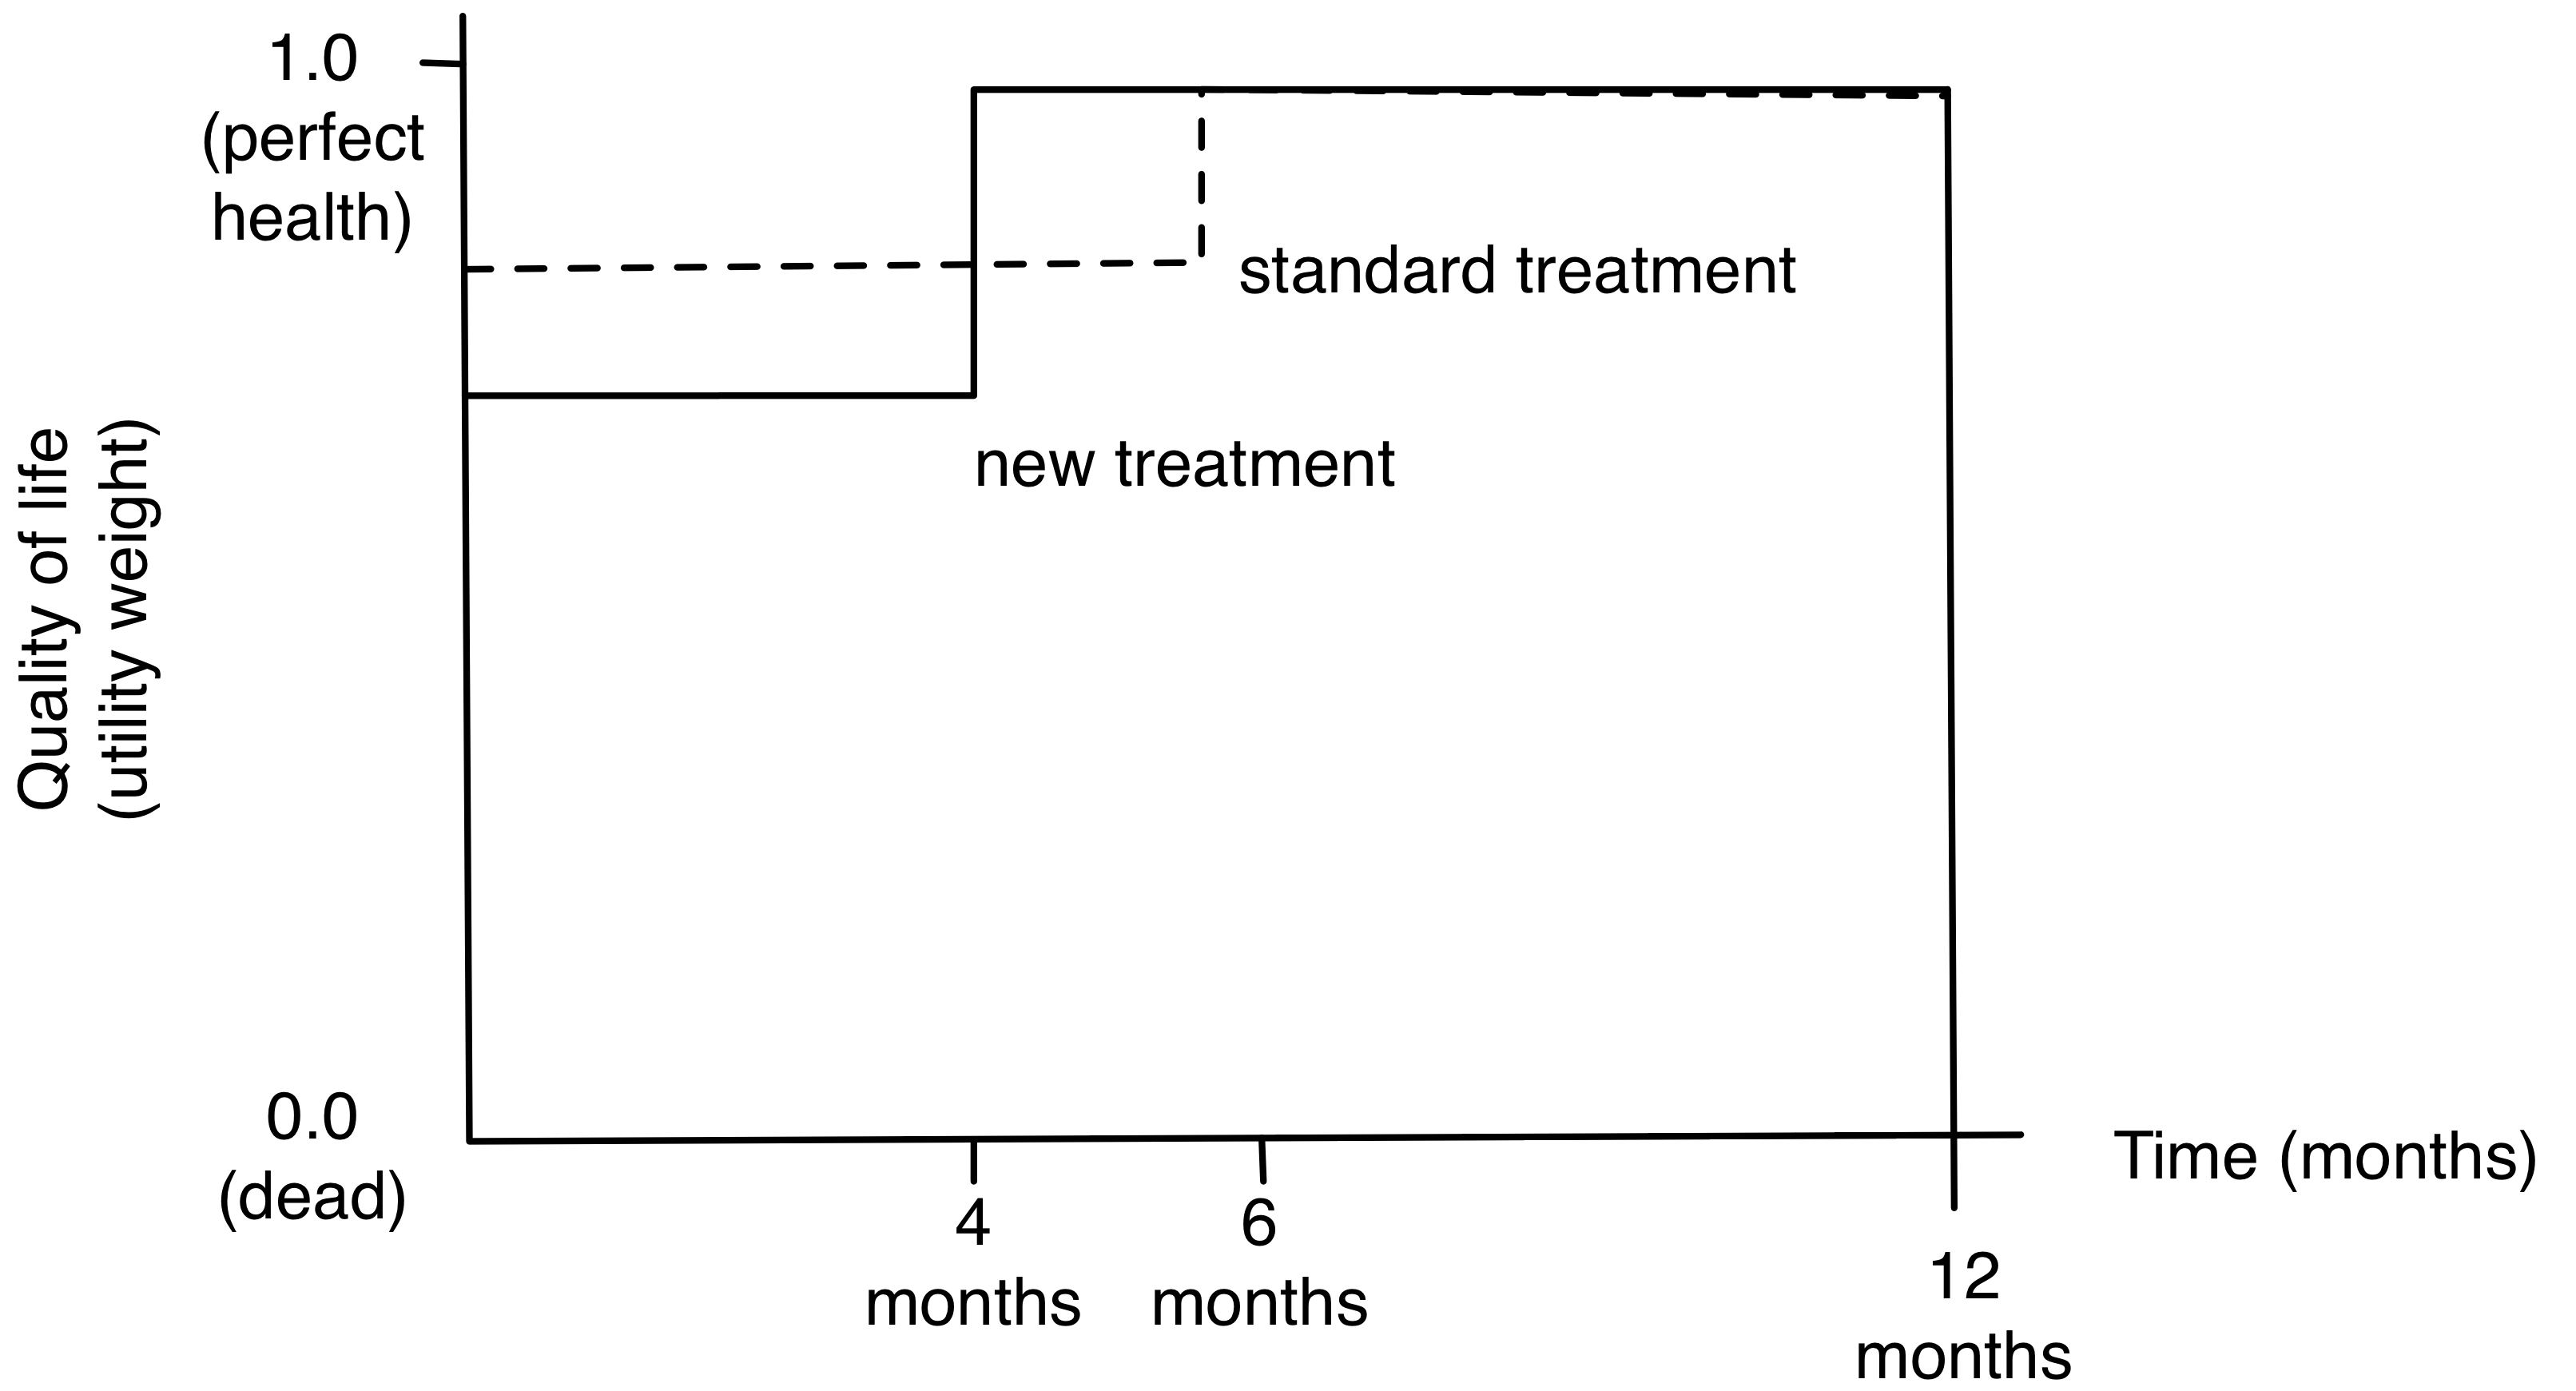 1.0
(perfect
health)
standard treatment
new treatment
Quality of life
(utility weight)
0.0
(dead)
Time (months)
4
months
6
months
12
months